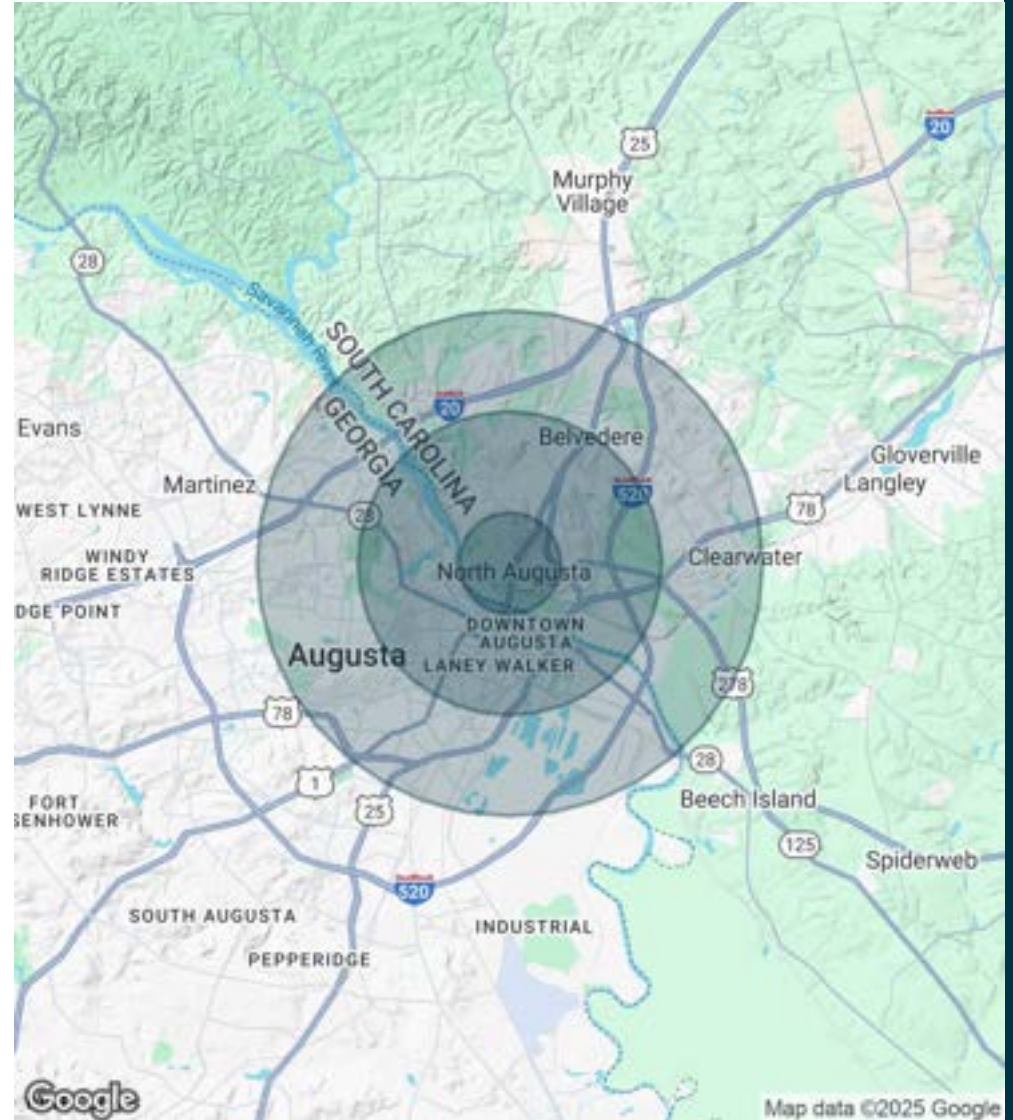 20
25
Murphy
Village
28
Savannah River
SOUTH CAROLINA
GEORGIA
20
Evans
Belvedere
Gloverville
Martinez
Langley
520
78
WEST LYNNE
28
WINDY
RIDGE ESTATES
Clearwater
North Augusta
DGE POINT
DOWNTOWN
AUGUSTA
Augusta
LANEY WALKER
278
78
28
1
Beech Island
FORT
SENHOWER
25
125
Spiderweb
520
SOUTH AUGUSTA
INDUSTRIAL
PEPPERIDGE
Google
Map data ©2025 Google